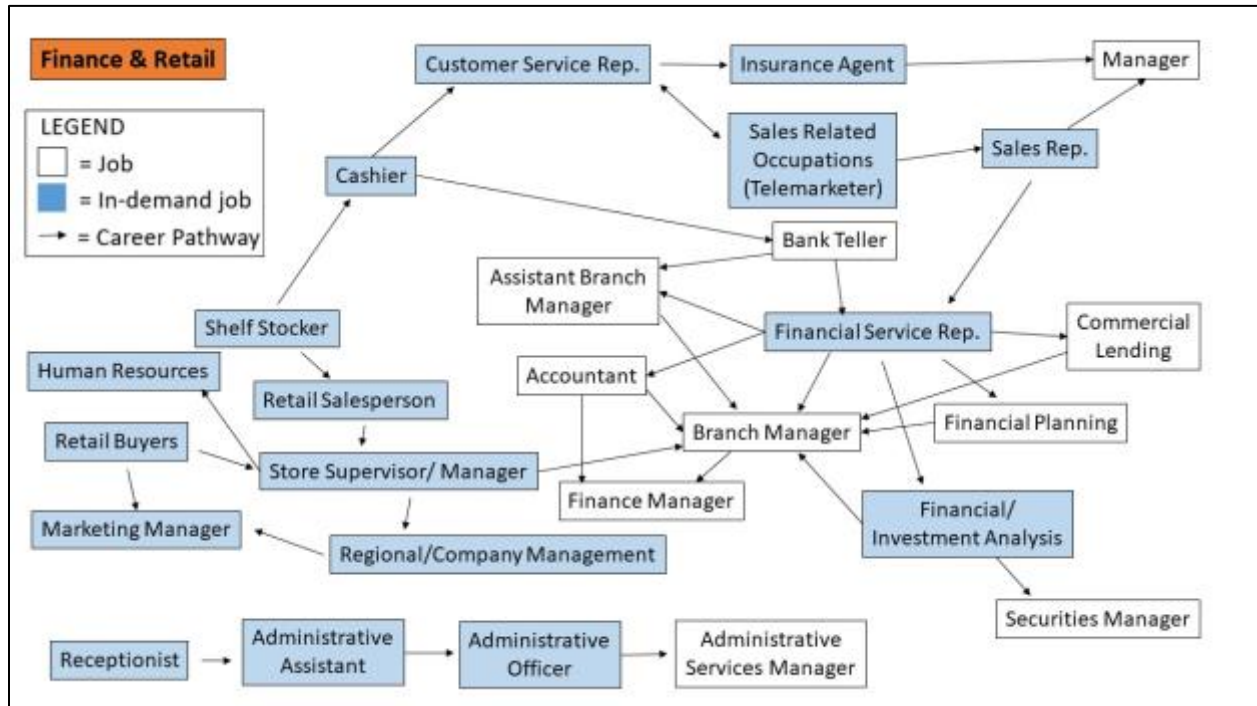 Finance & Retail
LEGEND
= Job
= In-demand job
= Career Pathway
Customer Service Rep.
Insurance Agent
Manager
Sales Related
Occupations
(Telemarketer)
Sales Rep.
Cashier
Bank Teller
Assistant Branch
Manager
Shelf Stocker
Financial Service Rep.
Commercial
Lending
Human Resources
Accountant
Retail Salesperson
Financial Planning
Retail Buyers
Branch Manager
Store Supervisor/ Manager
Finance Manager
Financial/
Investment Analysis
Marketing Manager
Regional/Company Management
Securities Manager
Receptionist
Administrative
Assistant
Administrative
Officer
Administrative
Services Manager